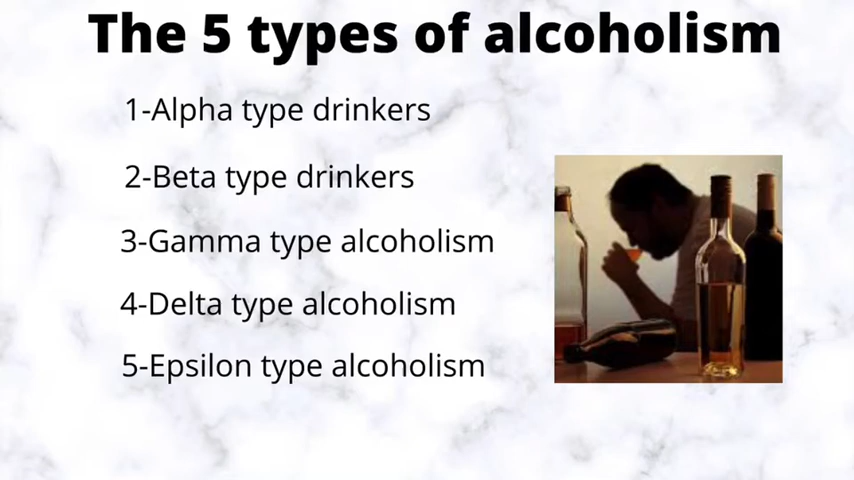 The 5 types of alcoholism
1-Alpha type drinkers
2-Beta type drinkers
3-Gamma type alcoholism
4-Delta type alcoholism
5-Epsilon type alcoholism